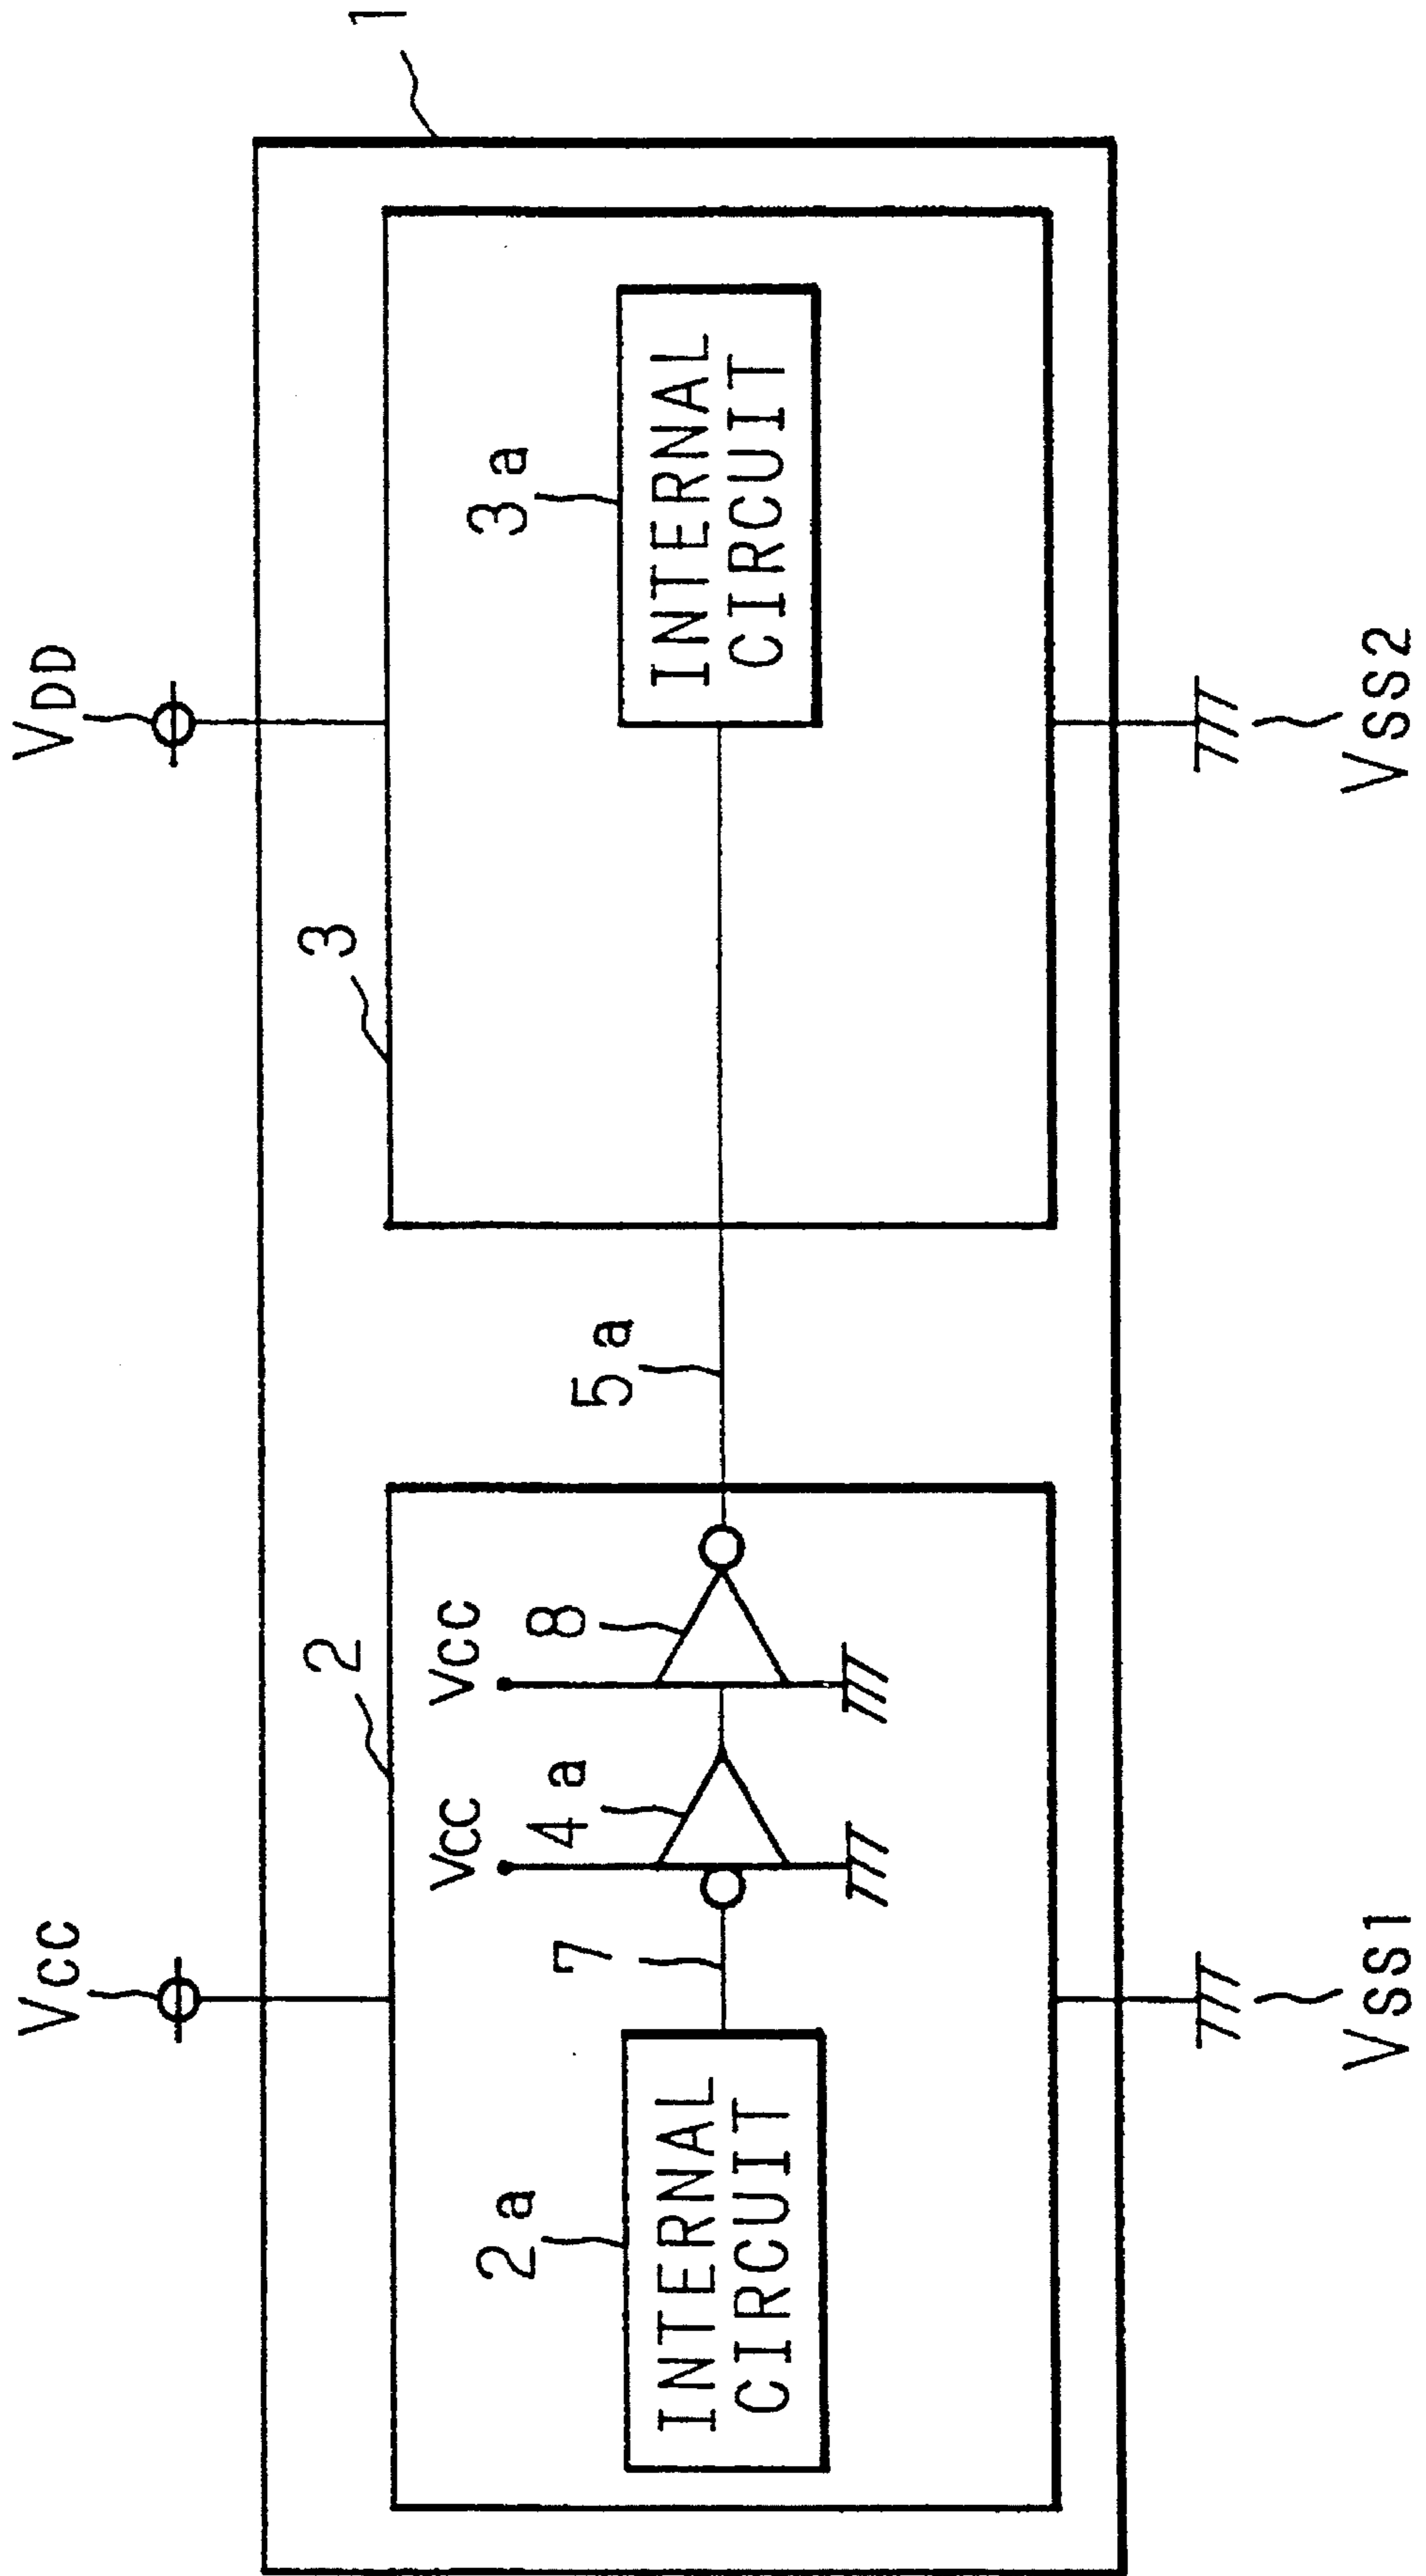 VCC
VDD
1
2
3
VCC
VCC
2a
7
4a
8
5a
3a
INTERNAL
CIRCUIT
INTERNAL
CIRCUIT
VSS1
VSS2